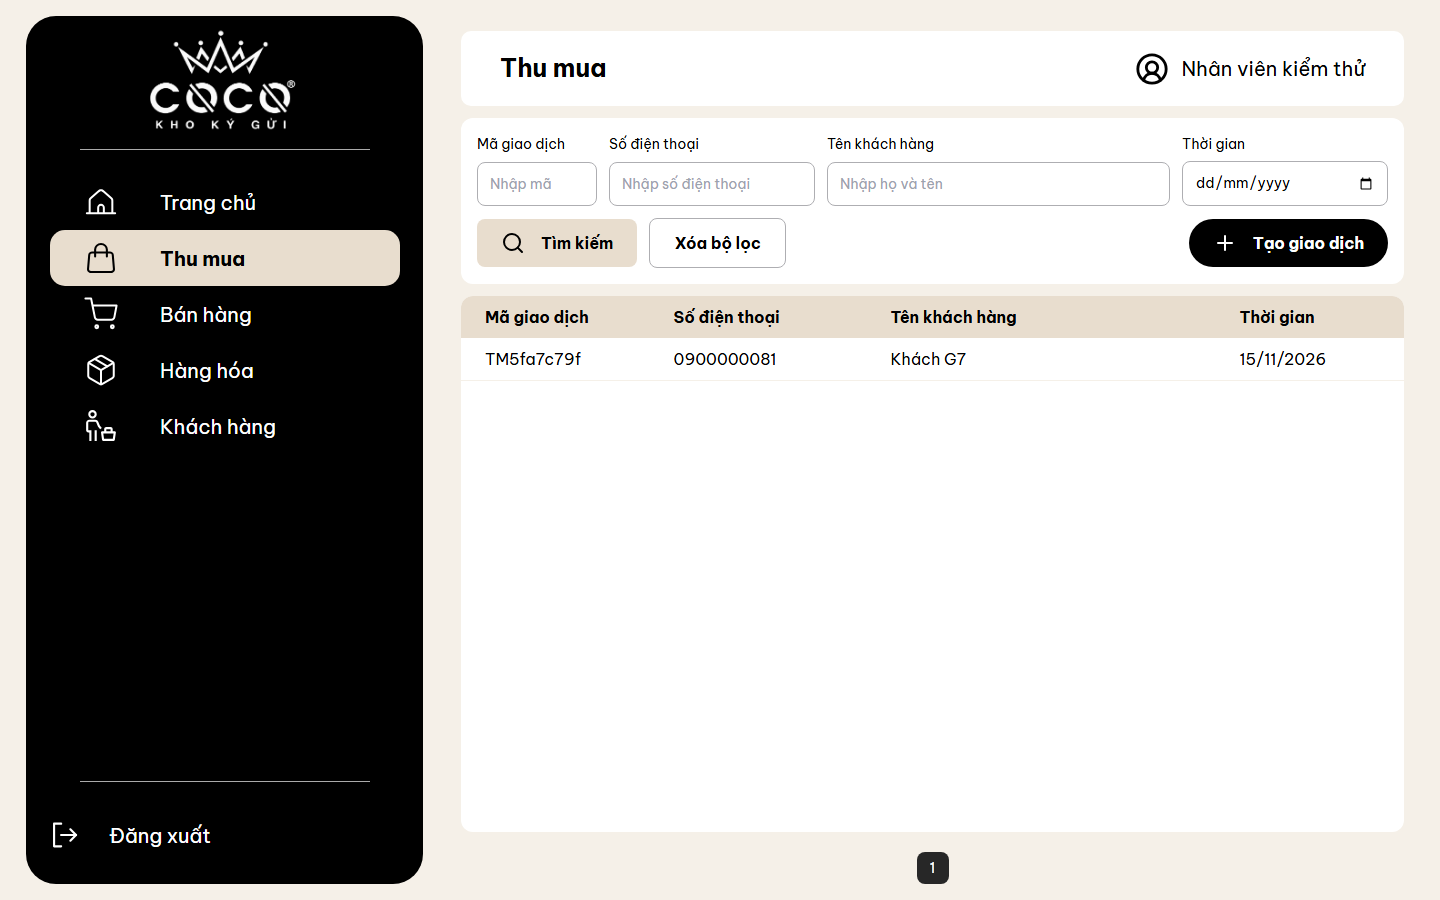 COCO®
KHO KÝ GỬI
Trang chủ
Thu mua
Bán hàng
Hàng hóa
Khách hàng
Đăng xuất
Thu mua
Nhân viên kiểm thử
Mã giao dịch Số điện thoại Tên khách hàng Thời gian
Nhập mã Nhập số điện thoại Nhập họ và tên dd/mm/yyyy
Tìm kiếm Xóa bộ lọc Tạo giao dịch
Mã giao dịch Số điện thoại Tên khách hàng Thời gian
TM5fa7c79f 0900000081 Khách G7 15/11/2026
1